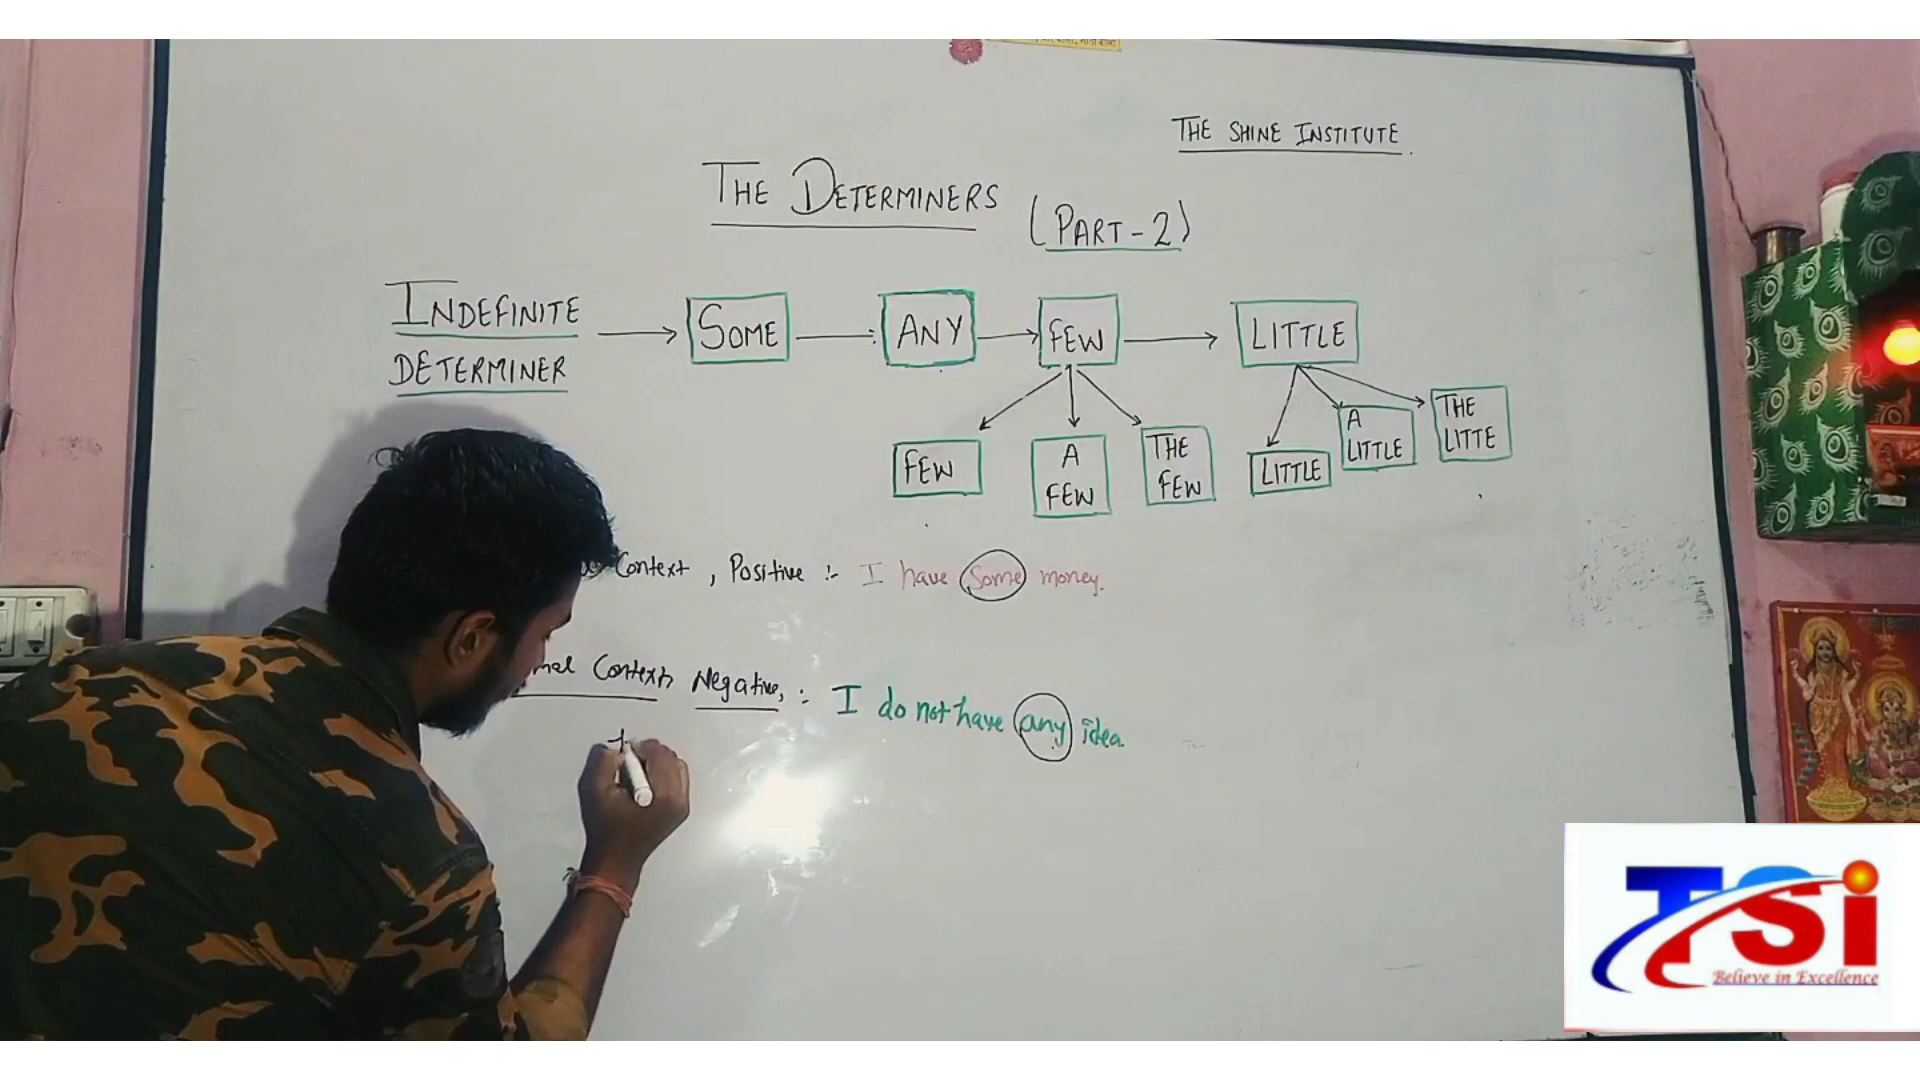 THE SHINE INSTITUTE.
THE DETERMINERS (PART-2)
INDEFINITE DETERMINER
SOME
ANY
FEW
LITTLE
FEW
A FEW
THE FEW
LITTLE
A LITTLE
THE LITTE
Context, Positive :- I have some money.
Context, Negative, : I do not have any idea.
TSi
Believe in Excellence